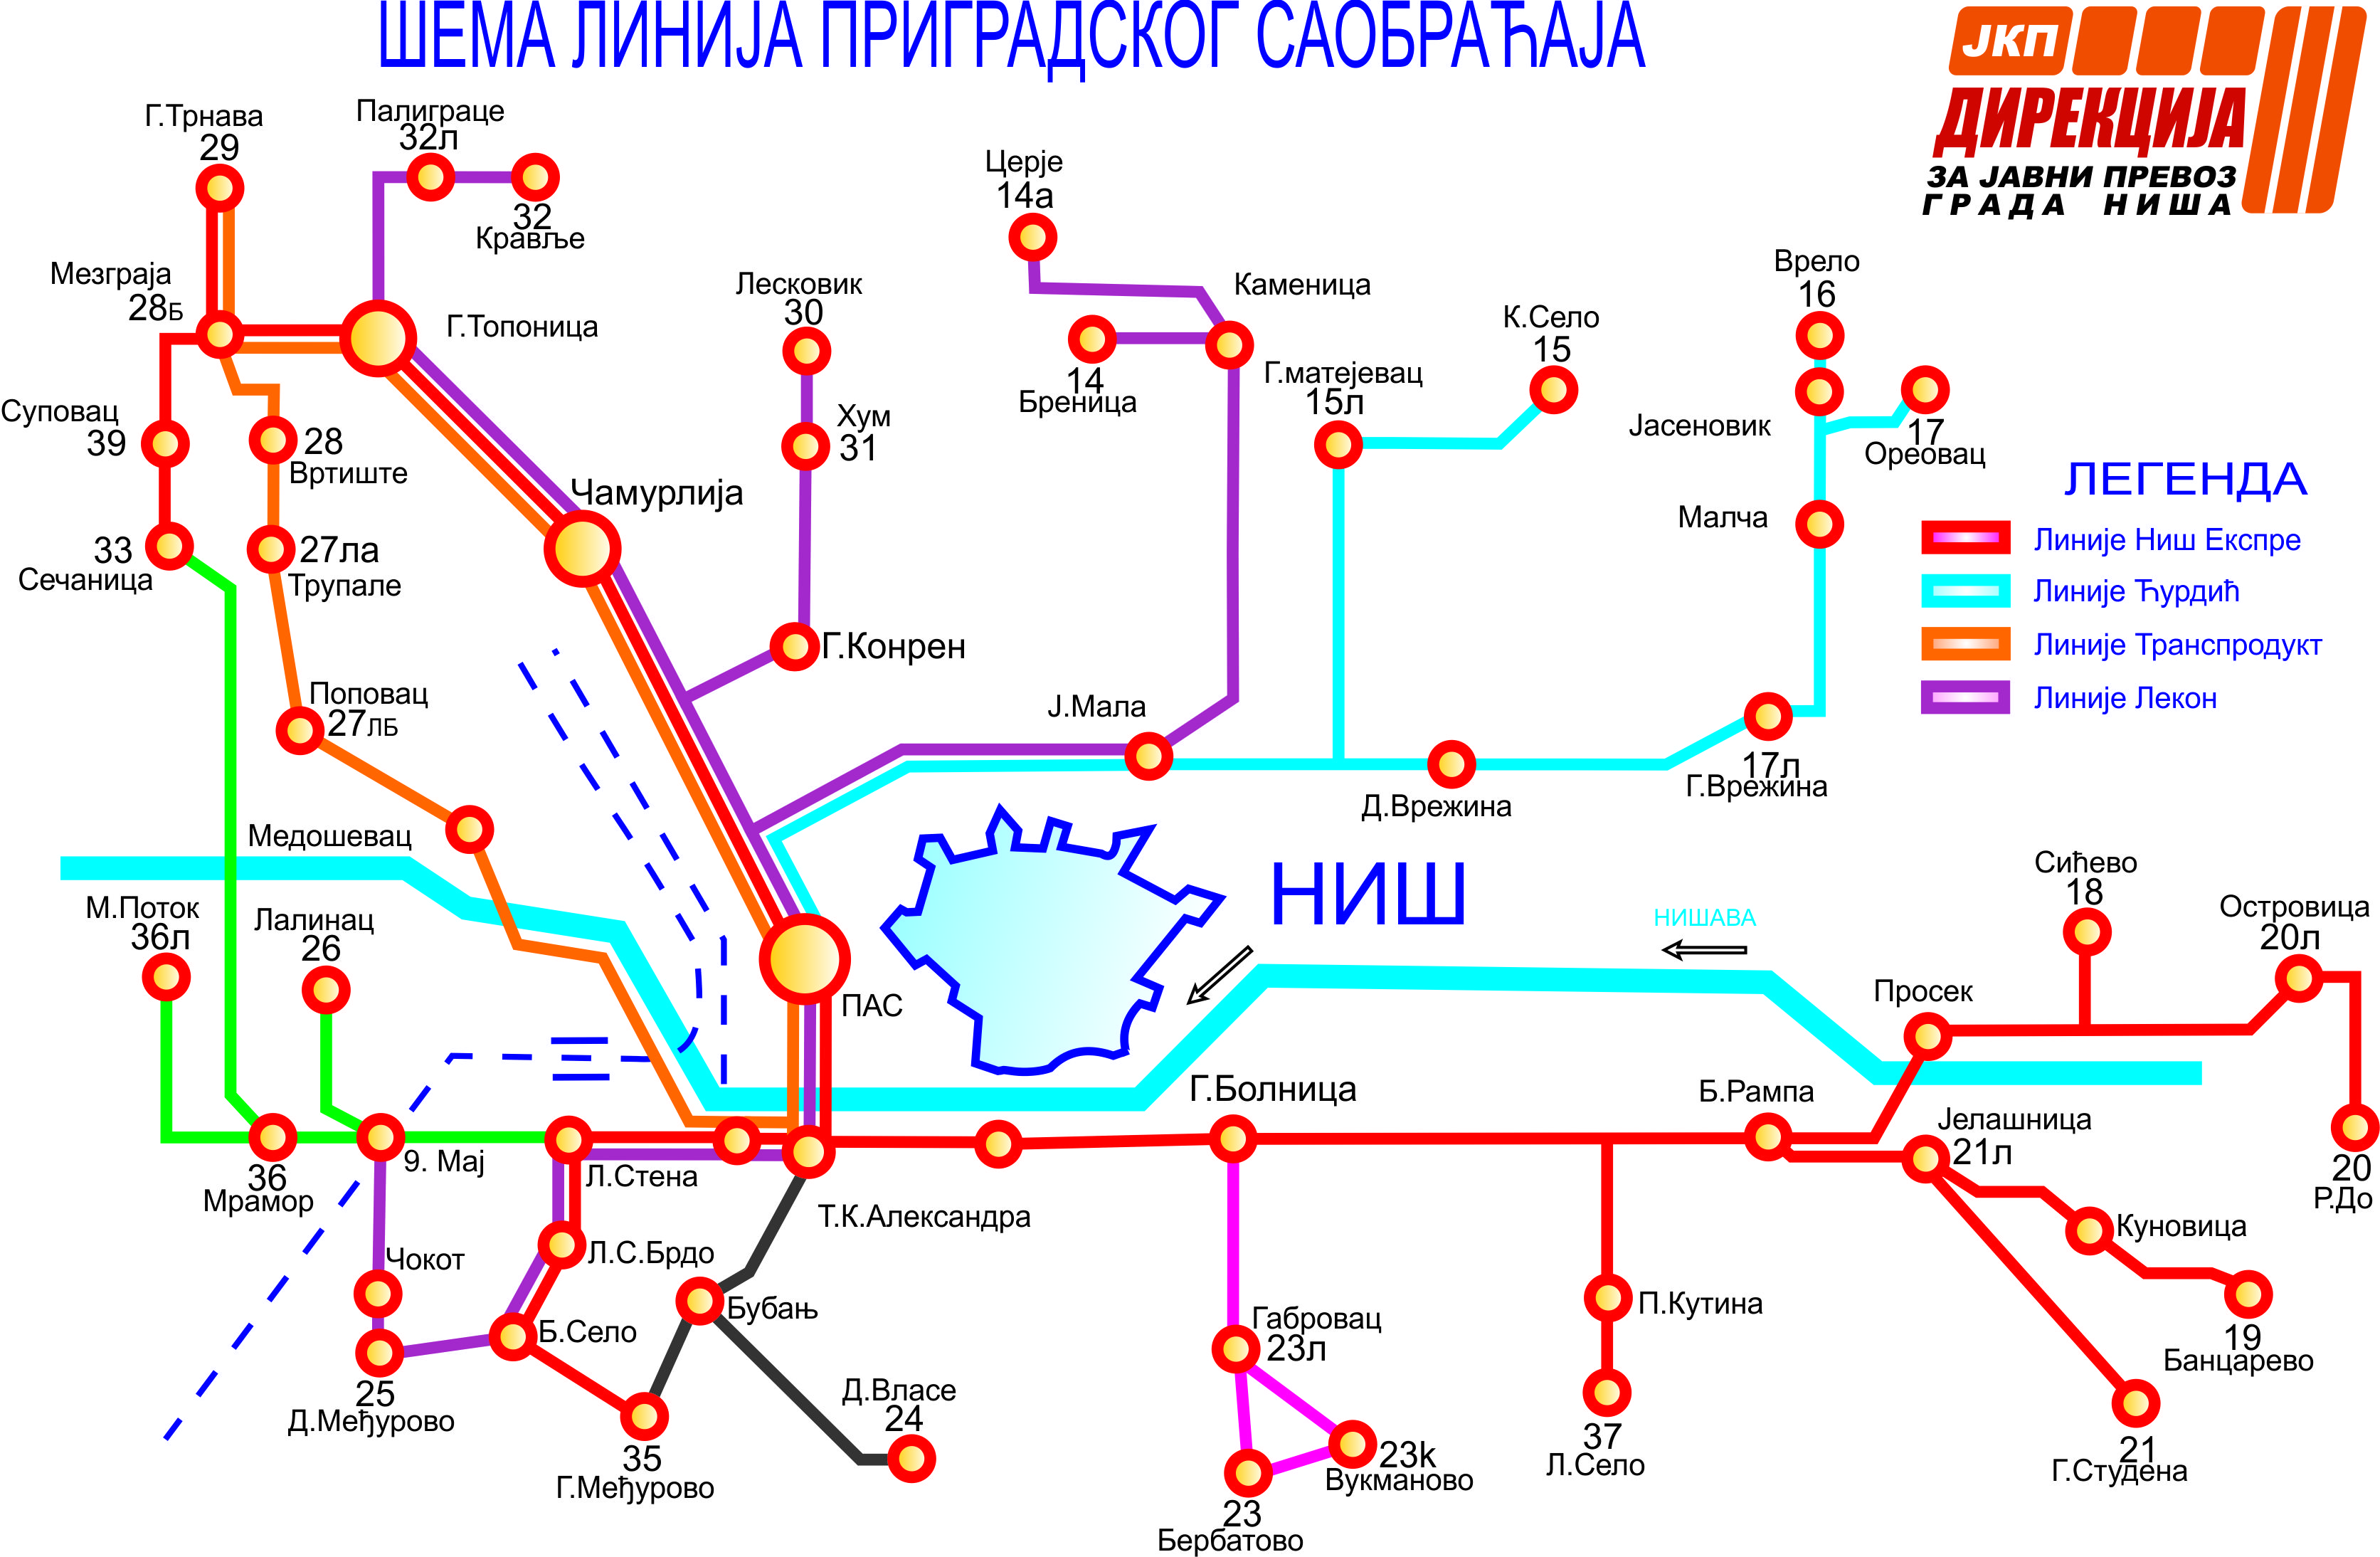 ШЕМА ЛИНИЈА ПРИГРАДСКОГ САОБРАЋАЈА
ЈКП
ДИРЕКЦИЈА
ЗА ЈАВНИ ПРЕВОЗ
ГРАДА НИША
Г.Трнава
29
Палиграце
32л
32
Кравље
Церје
14а
Мезграја
28Б
Г.Топоница
Лесковик
30
Каменица
Врело
16
К.Село
15
14
Бреница
Г.матејевац
15л
Суповац
39
28
Вртиште
Хум
31
Јасеновик
17
Ореовац
Чамурлија
Малча
33
Сечаница
27ла
Трупале
ЛЕГЕНДА
Линије Ниш Експре
Линије Ћурдић
Линије Транспродукт
Линије Лекон
Г.Конрен
Поповац
27ЛБ
Ј.Мала
Д.Врежина
17л
Г.Врежина
Медошевац
НИШ
НИШАВА
М.Поток
36л
Лалинац
26
ПАС
Сићево
18
Островица
20л
Просек
Г.Болница
Б.Рампа
Јелашница
21л
36
Мрамор
9. Мај
Л.Стена
Т.К.Александра
20
Р.До
Чокот
Л.С.Брдо
Куновица
Бубањ
Б.Село
Габровац
23л
П.Кутина
19
Банцарево
25
Д.Међурово
Д.Власе
24
35
Г.Међурово
23k
Вукманово
37
Л.Село
21
Г.Студена
23
Бербатово